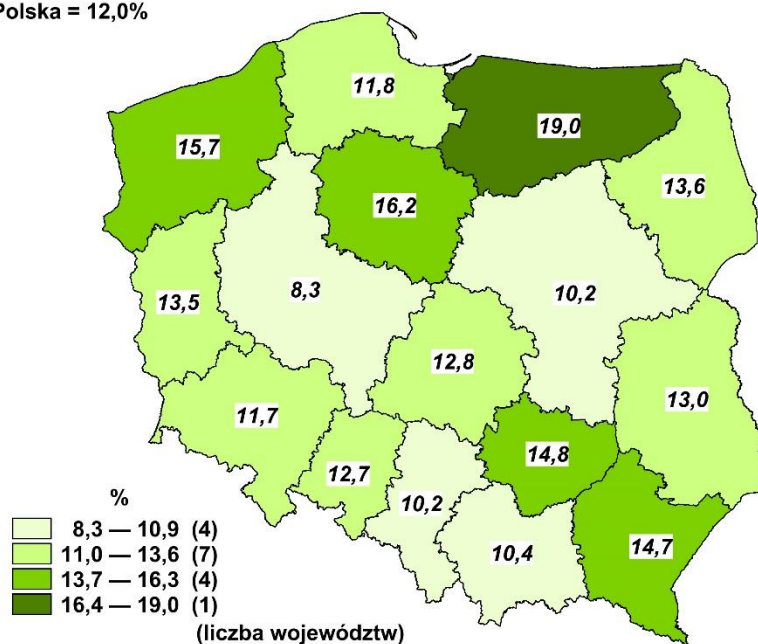 Polska = 12,0%
11,8
19,0
15,7
13,6
16,2
8,3
10,2
13,5
12,8
13,0
11,7
14,8
12,7
10,2
14,7
10,4
%
8,3 — 10,9 (4)
11,0 — 13,6 (7)
13,7 — 16,3 (4)
16,4 — 19,0 (1)
(liczba województw)